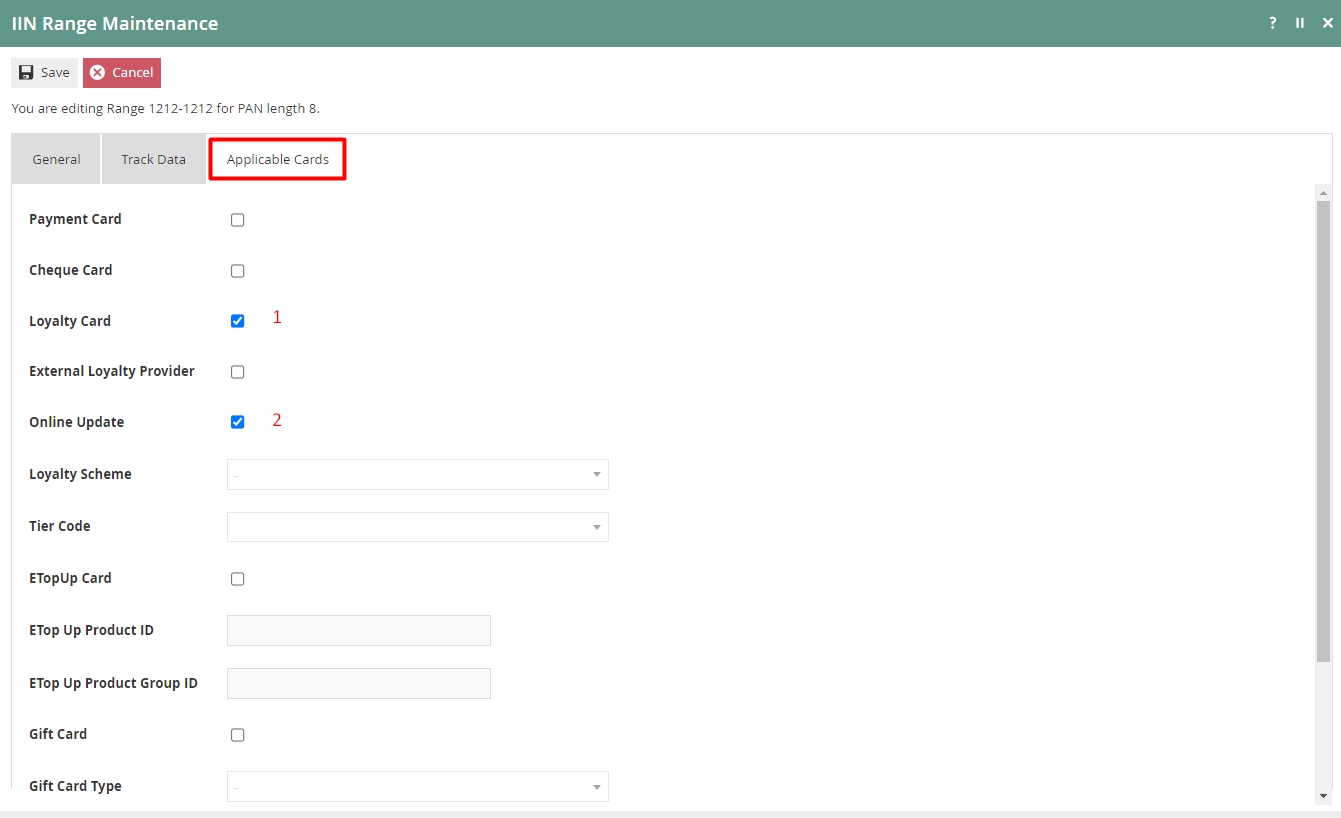 IIN Range Maintenance
Save Cancel
You are editing Range 1212-1212 for PAN length 8.
General Track Data Applicable Cards
Payment Card
Cheque Card
Loyalty Card 1
External Loyalty Provider
Online Update 2
Loyalty Scheme -
Tier Code
ETopUp Card
ETop Up Product ID
ETop Up Product Group ID
Gift Card
Gift Card Type -